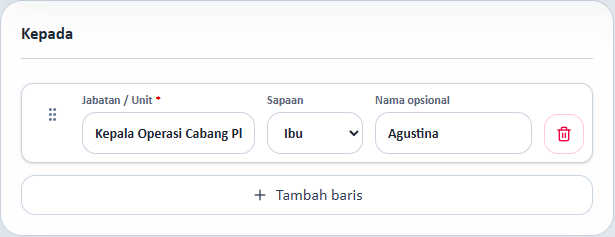 Kepada
Jabatan / Unit *
Sapaan
Nama opsional
Kepala Operasi Cabang Pl
Ibu
Agustina
+ Tambah baris